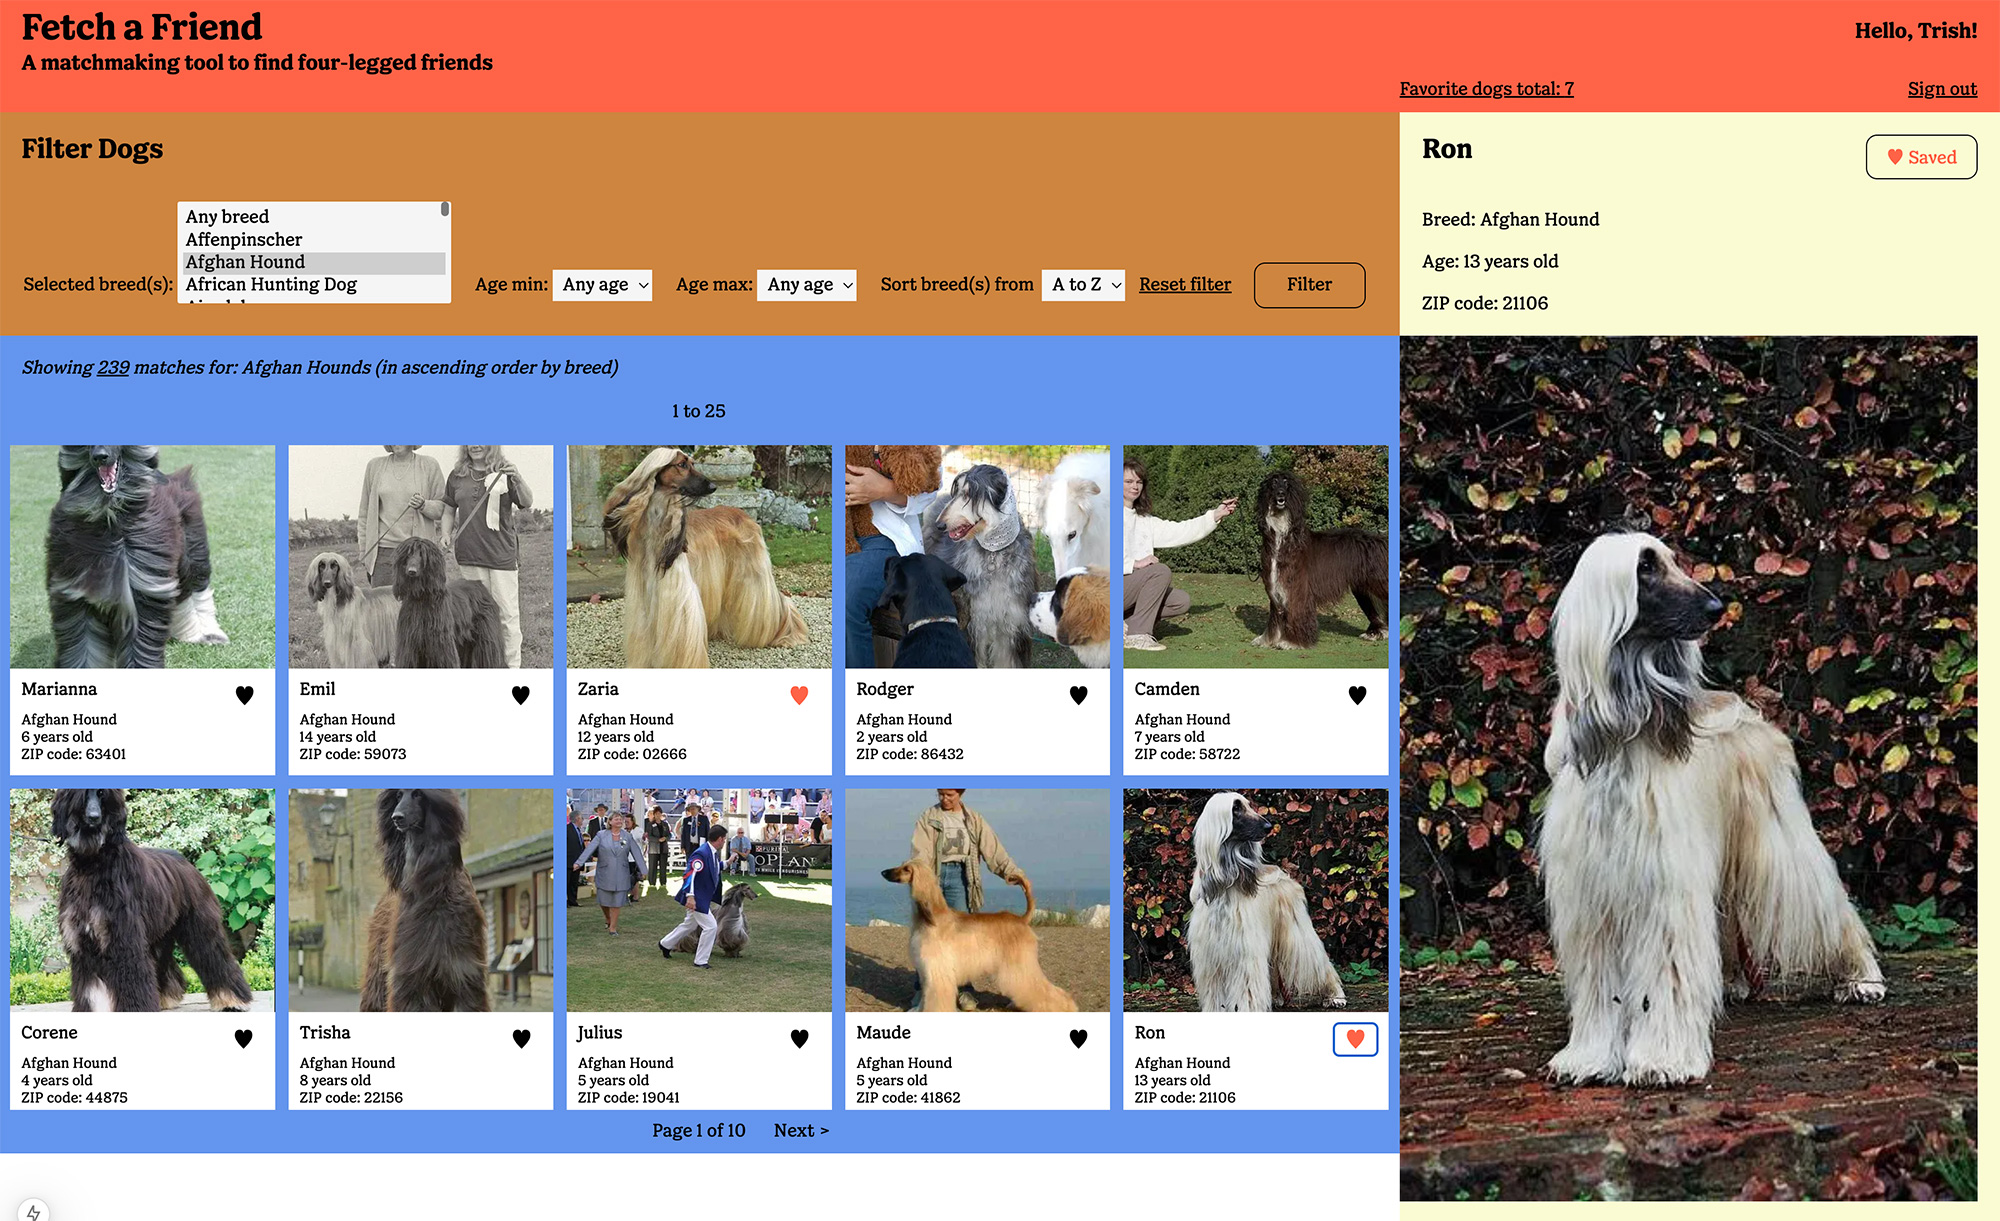 Fetch a Friend
A matchmaking tool to find four-legged friends
Hello, Trish!
Favorite dogs total: 7
Sign out
Filter Dogs
Selected breed(s):
Any breed
Affenpinscher
Afghan Hound
African Hunting Dog
Age min: Any age
Age max: Any age
Sort breed(s) from A to Z
Reset filter
Filter
Showing 239 matches for: Afghan Hounds (in ascending order by breed)
1 to 25
Marianna
Afghan Hound
6 years old
ZIP code: 63401
Emil
Afghan Hound
14 years old
ZIP code: 59073
Zaria
Afghan Hound
12 years old
ZIP code: 02666
Rodger
Afghan Hound
2 years old
ZIP code: 86432
Camden
Afghan Hound
7 years old
ZIP code: 58722
Corene
Afghan Hound
4 years old
ZIP code: 44875
Trisha
Afghan Hound
8 years old
ZIP code: 22156
PURINA
Julius
Afghan Hound
5 years old
ZIP code: 19041
Maude
Afghan Hound
5 years old
ZIP code: 41862
Ron
Afghan Hound
13 years old
ZIP code: 21106
Page 1 of 10
Next >
Ron
Saved
Breed: Afghan Hound
Age: 13 years old
ZIP code: 21106